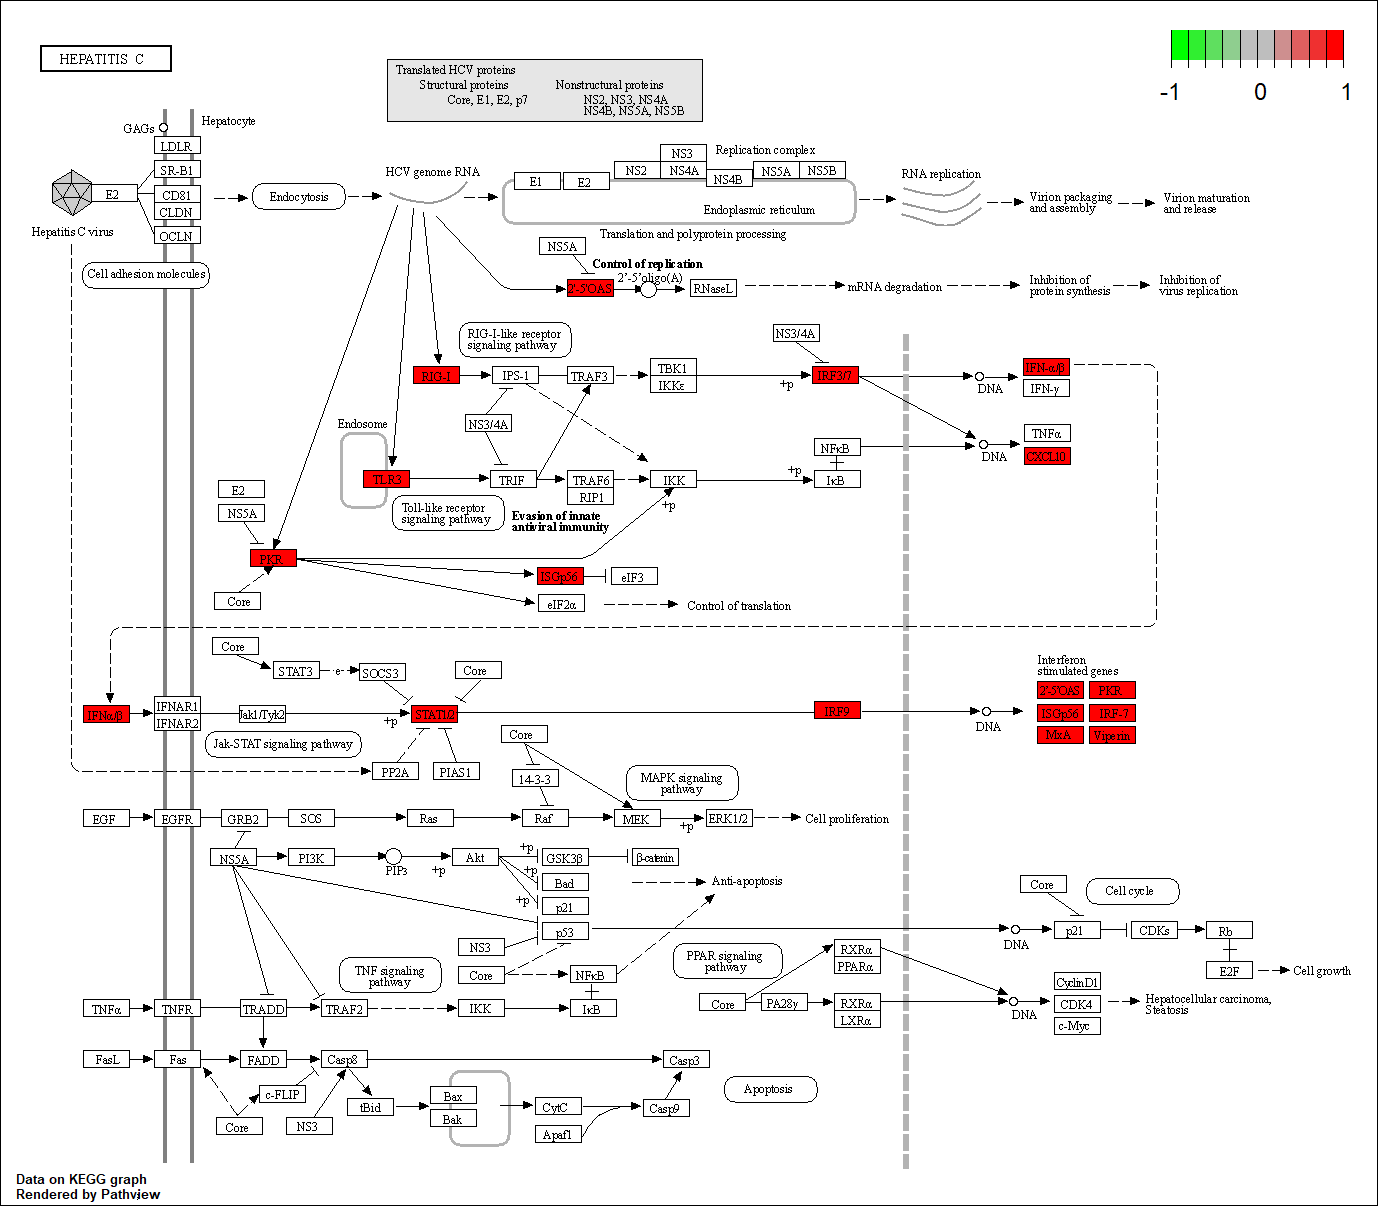 HEPATITIS C
-1 0 1
Translated HCV proteins
Structural proteins Nonstructural proteins
Core, E1, E2, p7 NS2, NS3, NS4A
NS4B, NS5A, NS5B
GAGs
Hepatocyte
LDLR
SR-B1
E2
CD81
CLDN
OCLN
Hepatitis C virus
Cell adhesion molecules
Endocytosis
HCV genome RNA
E1
E2
NS2
NS3
NS4A
NS4B
NS5A
NS5B
Replication complex
Endoplasmic reticulum
Translation and polyprotein processing
RNA replication
Virion packaging
and assembly
Virion maturation
and release
NS5A
Control of replication
2'-5'oligo(A)
2'-5'OAS
RNaseL
mRNA degradation
Inhibition of
protein synthesis
Inhibition of
virus replication
RIG-I-like receptor
signaling pathway
NS3/4A
RIG-I
IPS-1
TRAF3
TBK1
IKKε
+p
IRF3/7
DNA
IFN-α/β
IFN-γ
NS3/4A
Endosome
TLR3
TRIF
TRAF6
RIP1
IKK
+p
+p
NFκB
IκB
DNA
TNFα
CXCL10
Toll-like receptor
signaling pathway
Evasion of innate
antiviral immunity
E2
NS5A
PKR
Core
ISGp56
eIF3
eIF2α
Control of translation
Core
STAT3
e
SOCS3
Core
IFNα/β
IFNAR1
IFNAR2
Jak1/Tyk2
+p
STAT1/2
IRF9
DNA
Interferon
stimulated genes
2'-5'OAS PKR
ISGp56 IRF-7
MxA Viperin
Jak-STAT signaling pathway
PP2A
PIAS1
Core
14-3-3
MAPK signaling
pathway
EGF
EGFR
GRB2
SOS
Ras
Raf
MEK
+p
ERK1/2
Cell proliferation
NS5A
PI3K
PIP3
+p
Akt
+p
+p
+p
GSK3β
β-catenin
Bad
p21
p53
Anti-apoptosis
NS3
Core
NFκB
IκB
Core
Cell cycle
DNA
p21
CDKs
Rb
E2F
Cell growth
TNF signaling
pathway
TNFα
TNFR
TRADD
TRAF2
IKK
PPAR signaling
pathway
Core
PA28γ
RXRα
PPARα
RXRα
LXRα
DNA
CyclinD1
CDK4
c-Myc
Hepatocellular carcinoma,
Steatosis
FasL
Fas
FADD
Casp8
Casp3
c-FLIP
Core
NS3
tBid
Bax
Bak
CytC
Apaf1
Casp9
Apoptosis
Data on KEGG graph
Rendered by Pathview